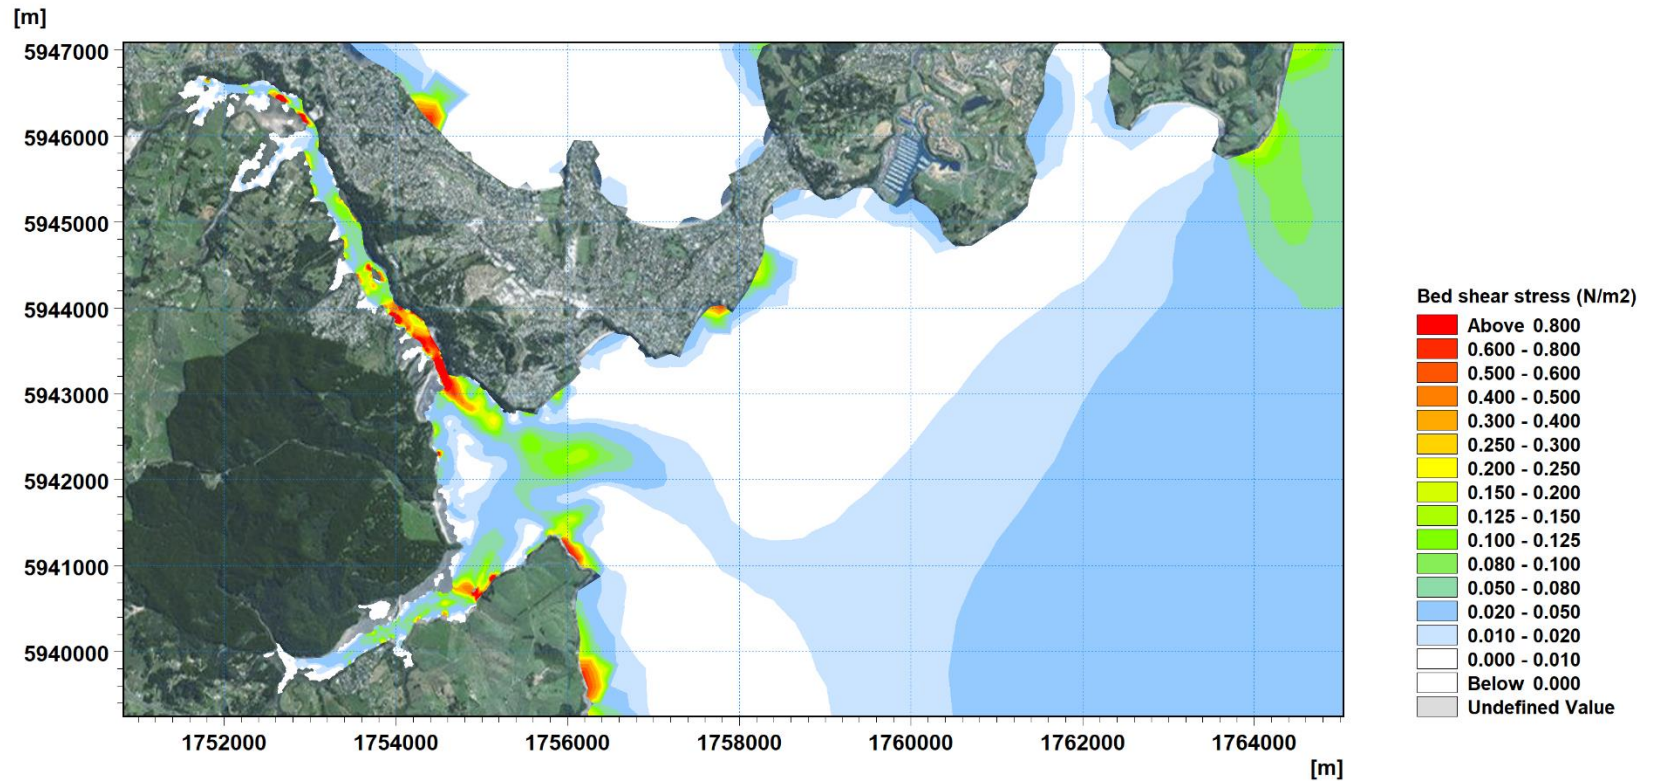 [m]
5947000
5946000
5945000
5944000
5943000
5942000
5941000
5940000
1752000
1754000
1756000
1758000
1760000
1762000
1764000
[m]
Bed shear stress (N/m2)
Above 0.800
0.600 - 0.800
0.500 - 0.600
0.400 - 0.500
0.300 - 0.400
0.250 - 0.300
0.200 - 0.250
0.150 - 0.200
0.125 - 0.150
0.100 - 0.125
0.080 - 0.100
0.050 - 0.080
0.020 - 0.050
0.010 - 0.020
0.000 - 0.010
Below 0.000
Undefined Value